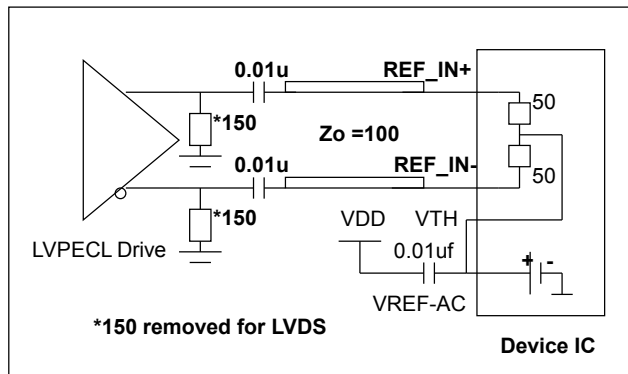 0.01u
REF_IN+
50
*150
Zo =100
0.01u
REF_IN-
50
*150
VDD
VTH
LVPECL Drive
0.01uf
+ -
VREF-AC
*150 removed for LVDS
Device IC